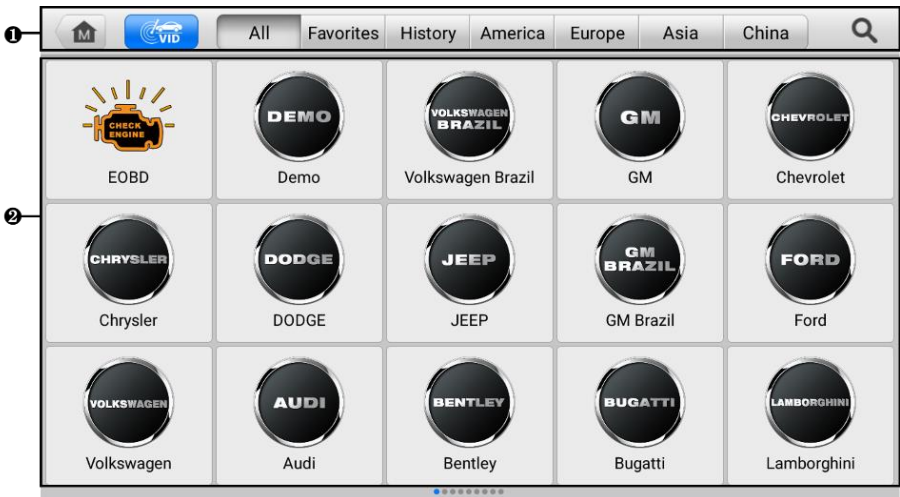 ❶
M
VID
All
Favorites
History
America
Europe
Asia
China
CHECK
ENGINE
EOBD
DEMO
Demo
VOLKSWAGEN
BRAZIL
Volkswagen Brazil
GM
GM
CHEVROLET
Chevrolet
❷
CHRYSLER
Chrysler
DODGE
DODGE
JEEP
JEEP
GM
BRAZIL
GM Brazil
FORD
Ford
VOLKSWAGEN
Volkswagen
AUDI
Audi
BENTLEY
Bentley
BUGATTI
Bugatti
LAMBORGHINI
Lamborghini